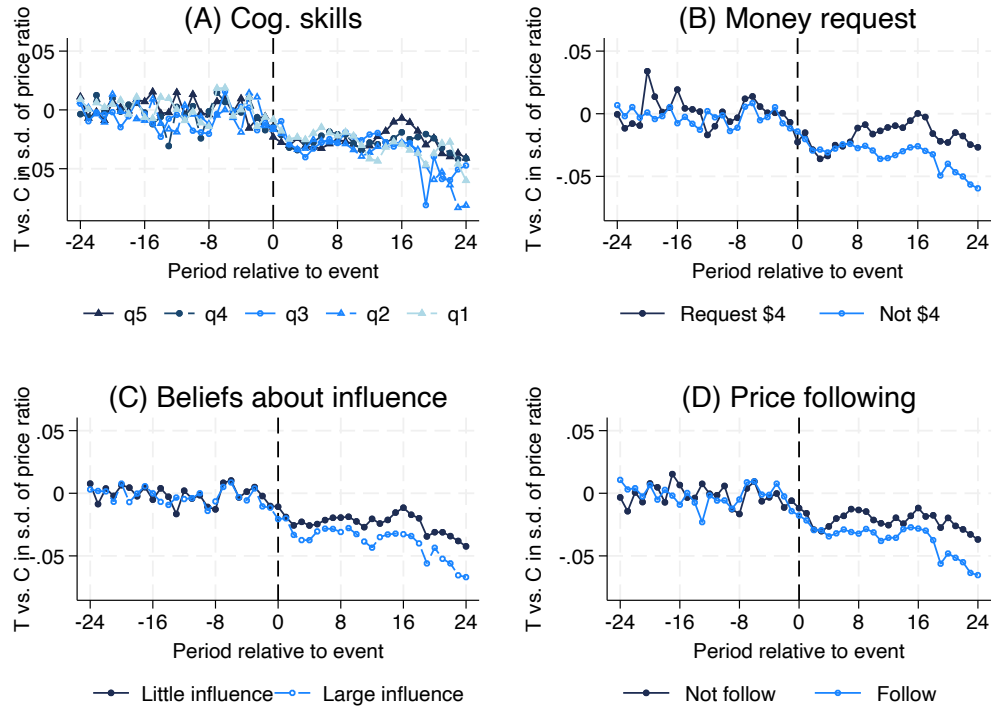 (A) Cog. skills
T vs. C in s.d. of price ratio
.05
0
.05
-24 -16 -8 0 8 16 24
Period relative to event
q5 q4 q3 q2 q1
(B) Money request
T vs. C in s.d. of price ratio
.05
0
-.05
-24 -16 -8 0 8 16 24
Period relative to event
Request $4 Not $4
(C) Beliefs about influence
T vs. C in s.d. of price ratio
.05
0
-.05
-24 -16 -8 0 8 16 24
Period relative to event
Little influence Large influence
(D) Price following
T vs. C in s.d. of price ratio
.05
0
-.05
-24 -16 -8 0 8 16 24
Period relative to event
Not follow Follow